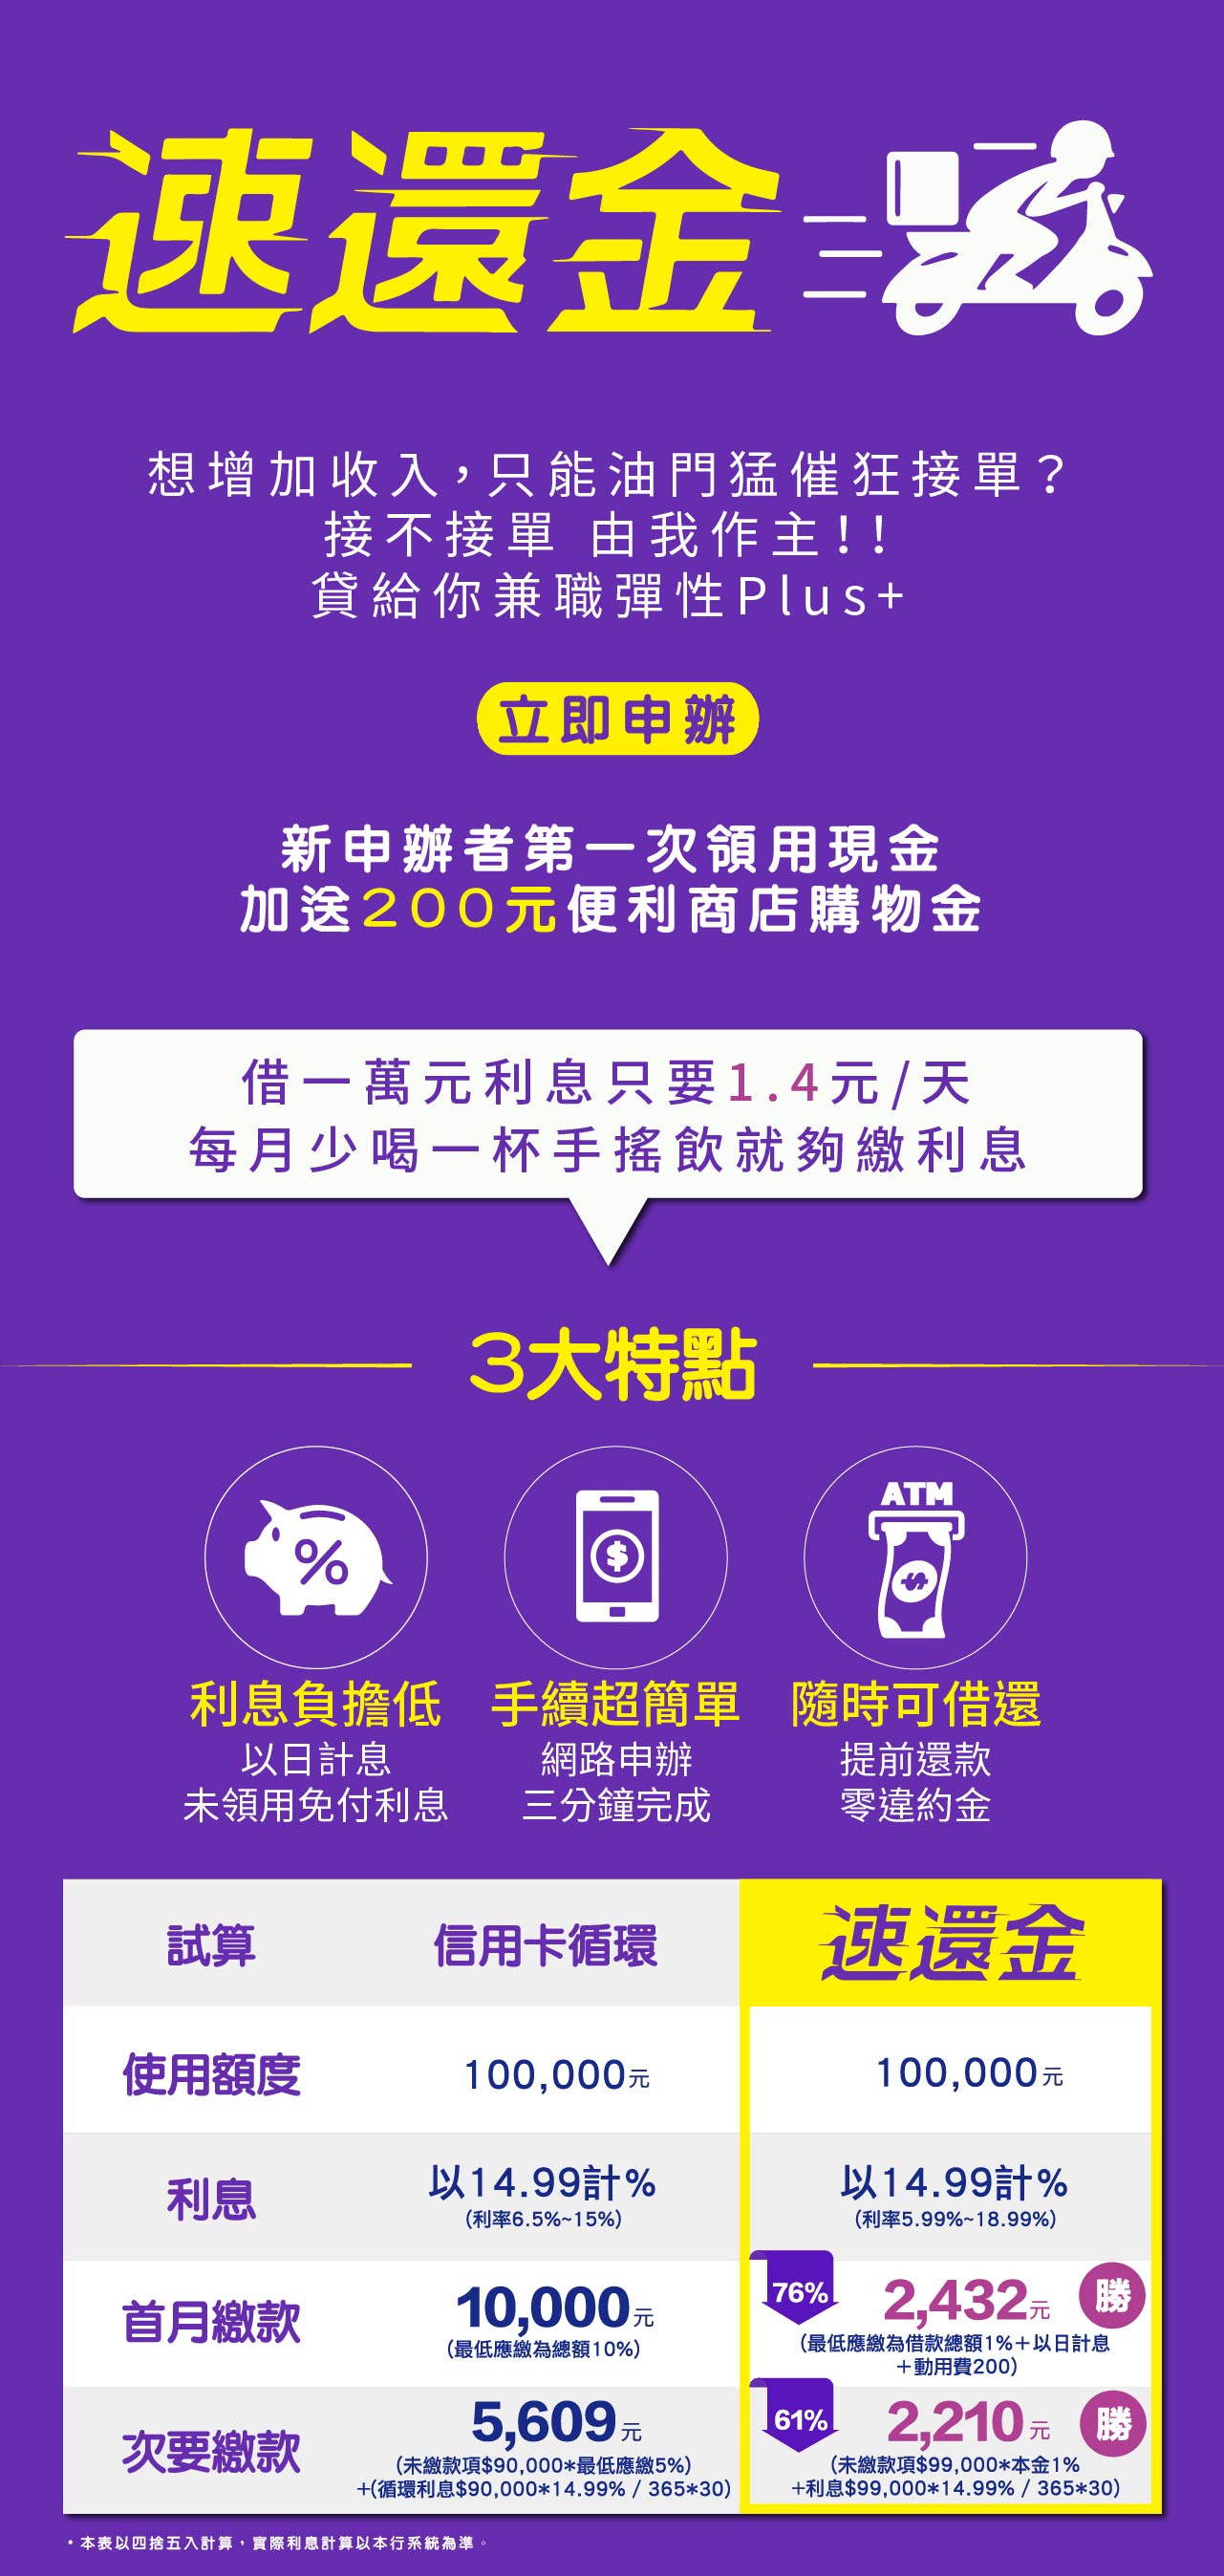 速還金
想增加收入,只能油門猛催狂接單?
接不接單 由我作主!!
貸給你兼職彈性Plus+
立即申辦
新申辦者第一次領用現金
加送200元便利商店購物金
借一萬元利息只要1.4元/天
每月少喝一杯手搖飲就夠繳利息
3大特點
%
$
ATM
$
利息負擔低
以日計息
未領用免付利息
手續超簡單
網路申辦
三分鐘完成
隨時可借還
提前還款
零違約金
試算
信用卡循環
速還金
使用額度
100,000元
100,000元
利息
以14.99計%
(利率6.5%~15%)
以14.99計%
(利率5.99%~18.99%)
首月繳款
10,000元
(最低應繳為總額10%)
76%
2,432元
勝
(最低應繳為借款總額1%+以日計息
+動用費200)
次要繳款
5,609元
(未繳款項$90,000*最低應繳5%)
+(循環利息$90,000*14.99% / 365*30)
61%
2,210元
勝
(未繳款項$99,000*本金1%
+利息$99,000*14.99% / 365*30)
•本表以四捨五入計算,實際利息計算以本行系統為準。